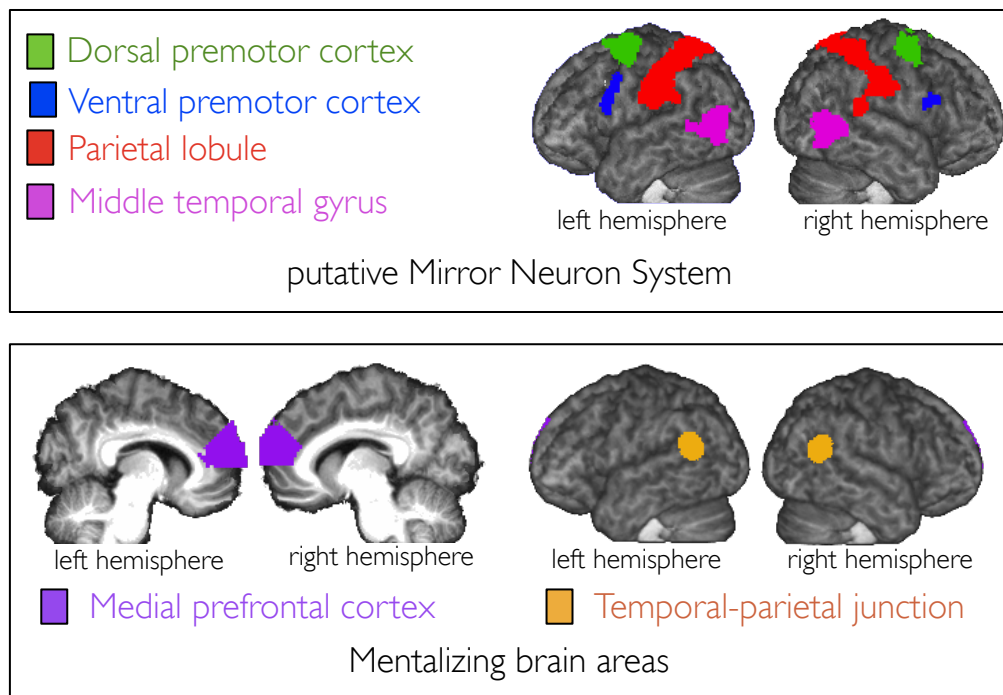 Dorsal premotor cortex
Ventral premotor cortex
Parietal lobule
Middle temporal gyrus
left hemisphere
right hemisphere
putative Mirror Neuron System
left hemisphere
right hemisphere
left hemisphere
right hemisphere
Medial prefrontal cortex
Temporal-parietal junction
Mentalizing brain areas